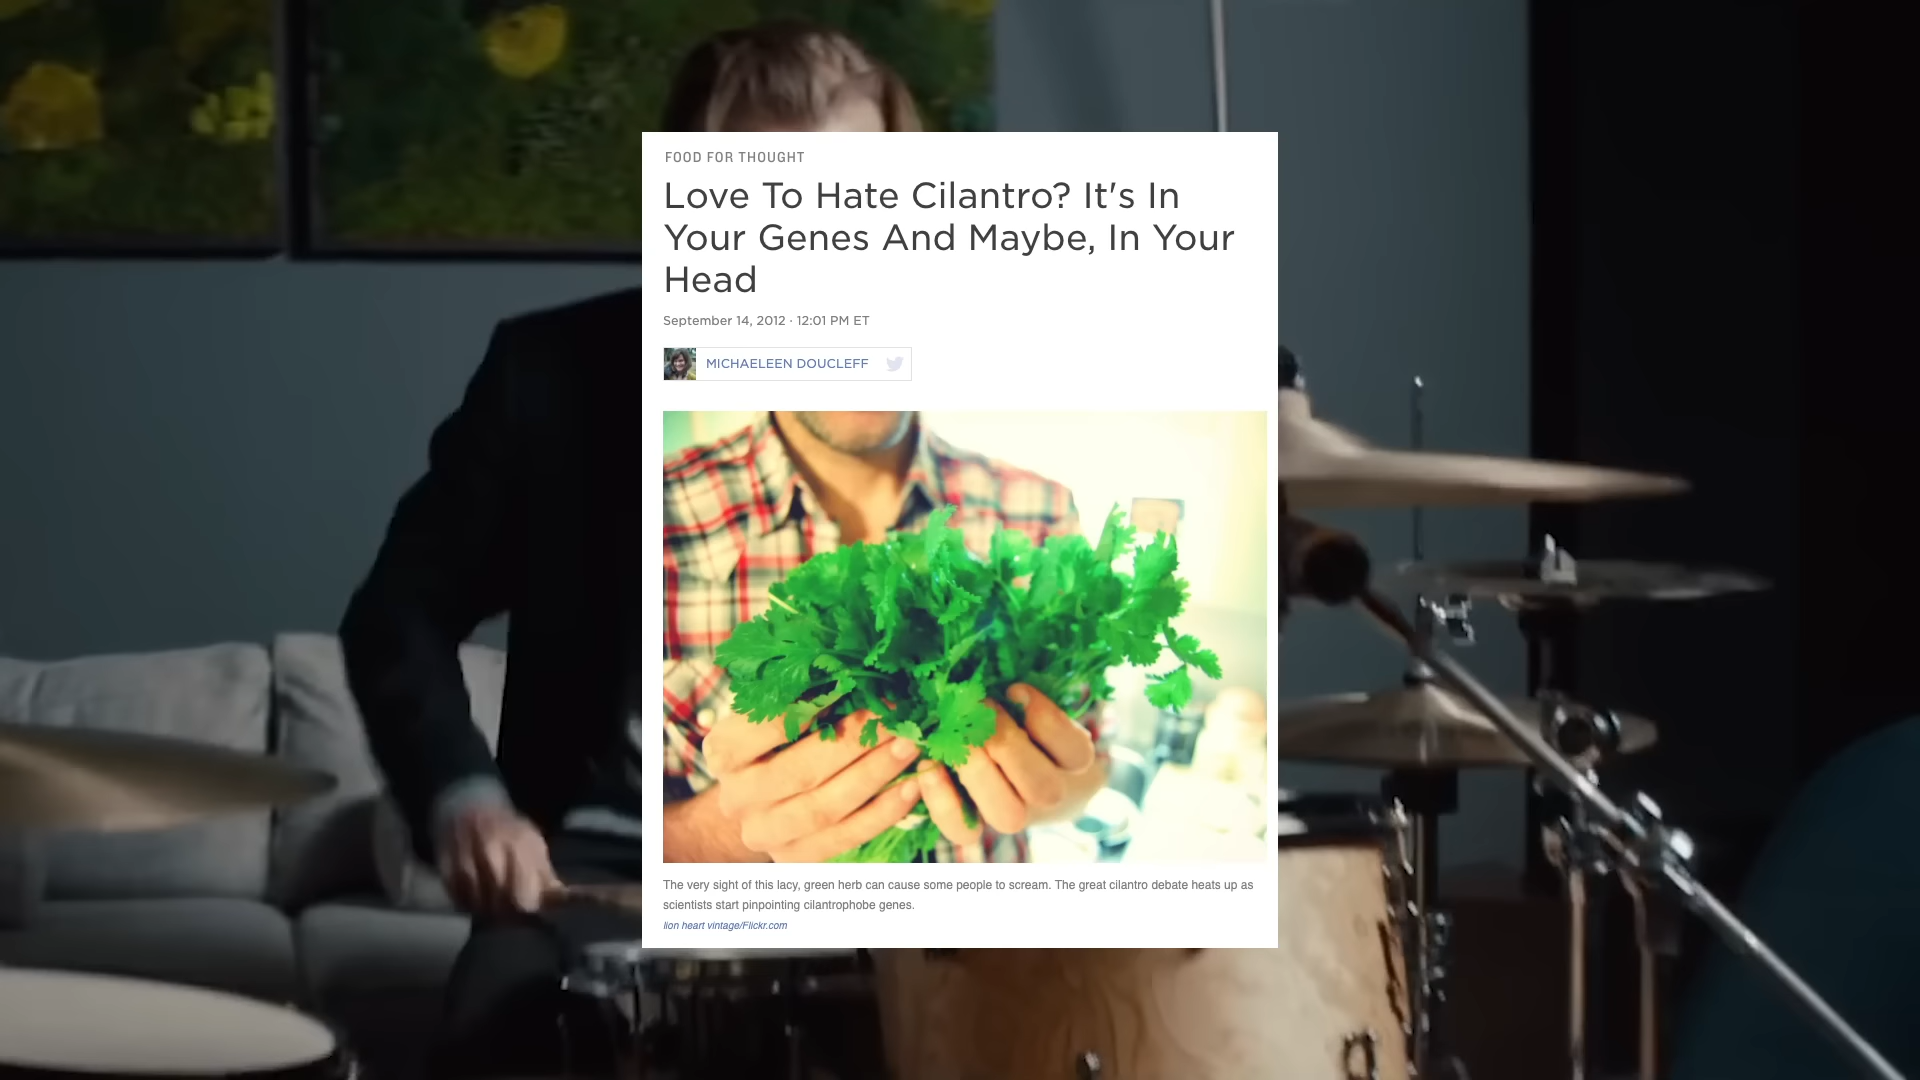 FOOD FOR THOUGHT
Love To Hate Cilantro? It's In
Your Genes And Maybe, In Your
Head
September 14, 2012 · 12:01 PM ET
MICHAELEEN DOUCLEFF
The very sight of this lacy, green herb can cause some people to scream. The great cilantro debate heats up as
scientists start pinpointing cilantrophobe genes.
lion heart vintage/Flickr.com